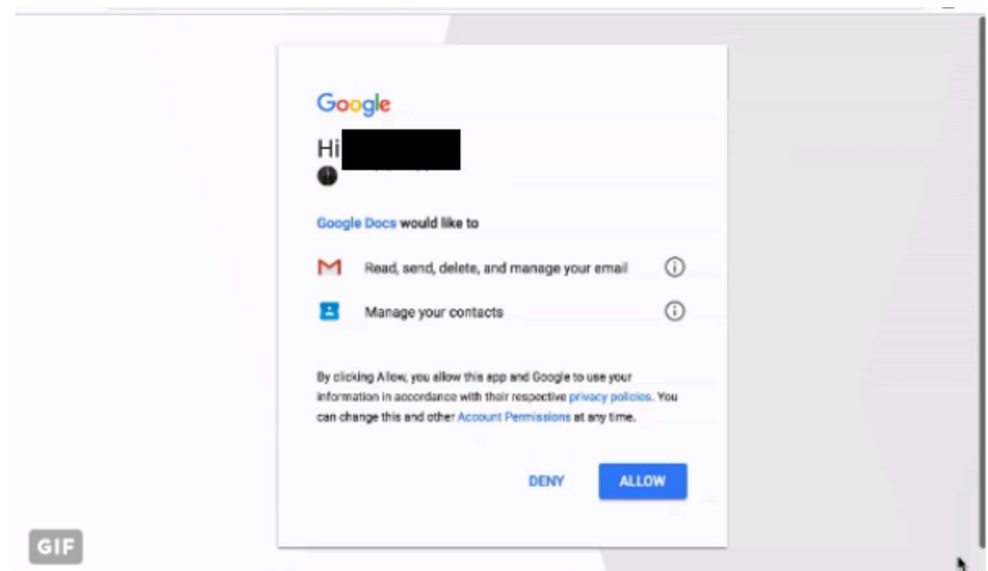 Google
Hi
Google Docs would like to
Read, send, delete, and manage your email
Manage your contacts
By clicking Allow, you allow this app and Google to use your
information in accordance with their respective privacy policies. You
can change this and other Account Permissions at any time.
DENY
ALLOW
GIF